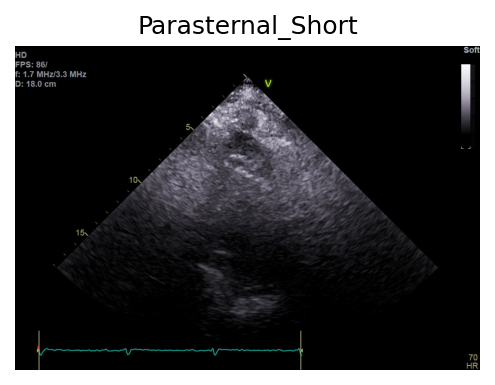 Parasternal_Short
HD
FPS: 86/
f: 1.7 MHz/3.3 MHz
D: 18.0 cm
Soft
V
5
10
15
70
HR